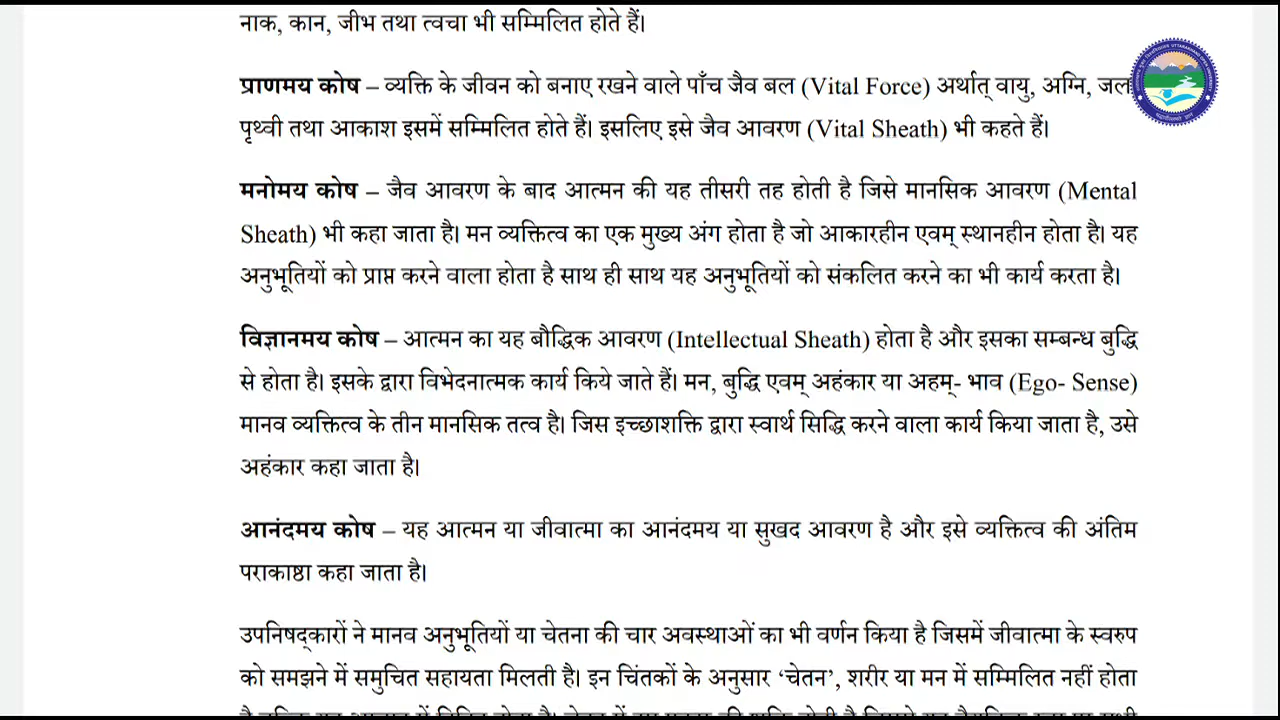 नाक, कान, जीभ तथा त्वचा भी सम्मिलित होते हैं।
प्राणमय कोष – व्यक्ति के जीवन को बनाए रखने वाले पाँच जैव बल (Vital Force) अर्थात् वायु, अग्नि, जल
पृथ्वी तथा आकाश इसमें सम्मिलित होते हैं। इसलिए इसे जैव आवरण (Vital Sheath) भी कहते हैं।
मनोमय कोष – जैव आवरण के बाद आत्मन की यह तीसरी तह होती है जिसे मानसिक आवरण (Mental
Sheath) भी कहा जाता है। मन व्यक्तित्व का एक मुख्य अंग होता है जो आकारहीन एवम् स्थानहीन होता है। यह
अनुभूतियों को प्राप्त करने वाला होता है साथ ही साथ यह अनुभूतियों को संकलित करने का भी कार्य करता है।
विज्ञानमय कोष – आत्मन का यह बौद्धिक आवरण (Intellectual Sheath) होता है और इसका सम्बन्ध बुद्धि
से होता है। इसके द्वारा विभेदनात्मक कार्य किये जाते हैं। मन, बुद्धि एवम् अहंकार या अहम्- भाव (Ego- Sense)
मानव व्यक्तित्व के तीन मानसिक तत्व है। जिस इच्छाशक्ति द्वारा स्वार्थ सिद्धि करने वाला कार्य किया जाता है, उसे
अहंकार कहा जाता है।
आनंदमय कोष – यह आत्मन या जीवात्मा का आनंदमय या सुखद आवरण है और इसे व्यक्तित्व की अंतिम
पराकाष्ठा कहा जाता है।
उपनिषद्कारों ने मानव अनुभूतियों या चेतना की चार अवस्थाओं का भी वर्णन किया है जिसमें जीवात्मा के स्वरुप
को समझने में समुचित सहायता मिलती है। इन चिंतकों के अनुसार ‘चेतन’, शरीर या मन में सम्मिलित नहीं होता